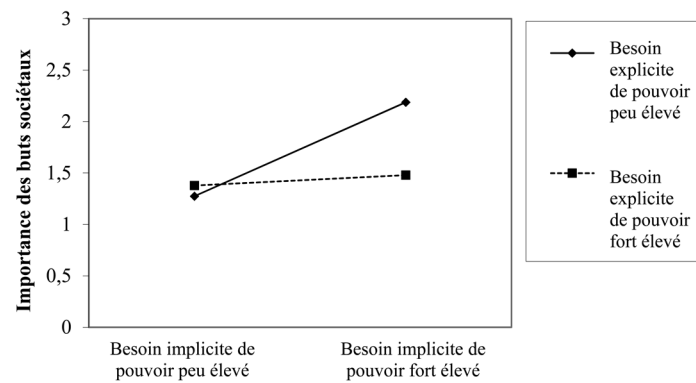 Importance des buts sociétaux
3
2,5
2
1,5
1
0,5
0
Besoin implicite de
pouvoir peu élevé
Besoin implicite de
pouvoir fort élevé
Besoin
explicite
de pouvoir
peu élevé
Besoin
explicite
de pouvoir
fort élevé